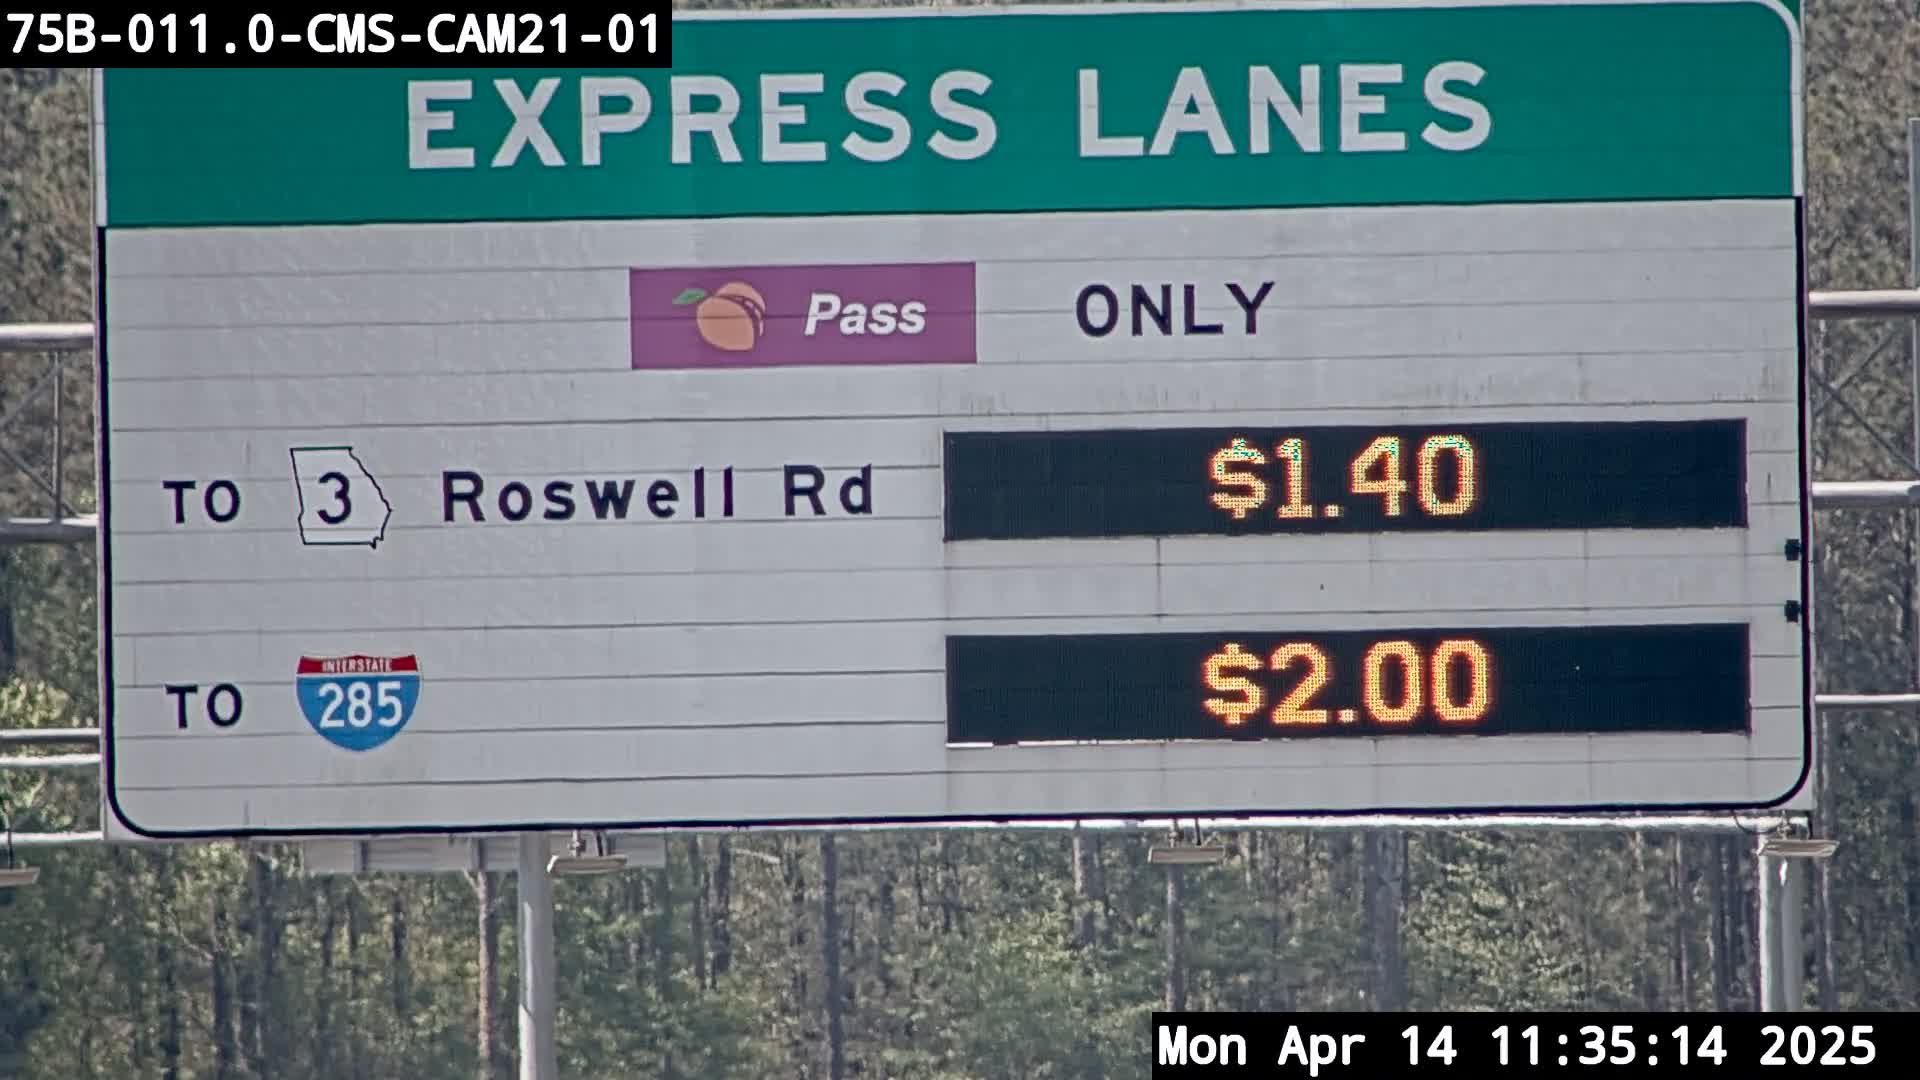 75B-011.0-CMS-CAM21-01
EXPRESS LANES
Pass ONLY
TO 3 Roswell Rd $1.40
INTERSTATE
TO 285 $2.00
Mon Apr 14 11:35:14 2025